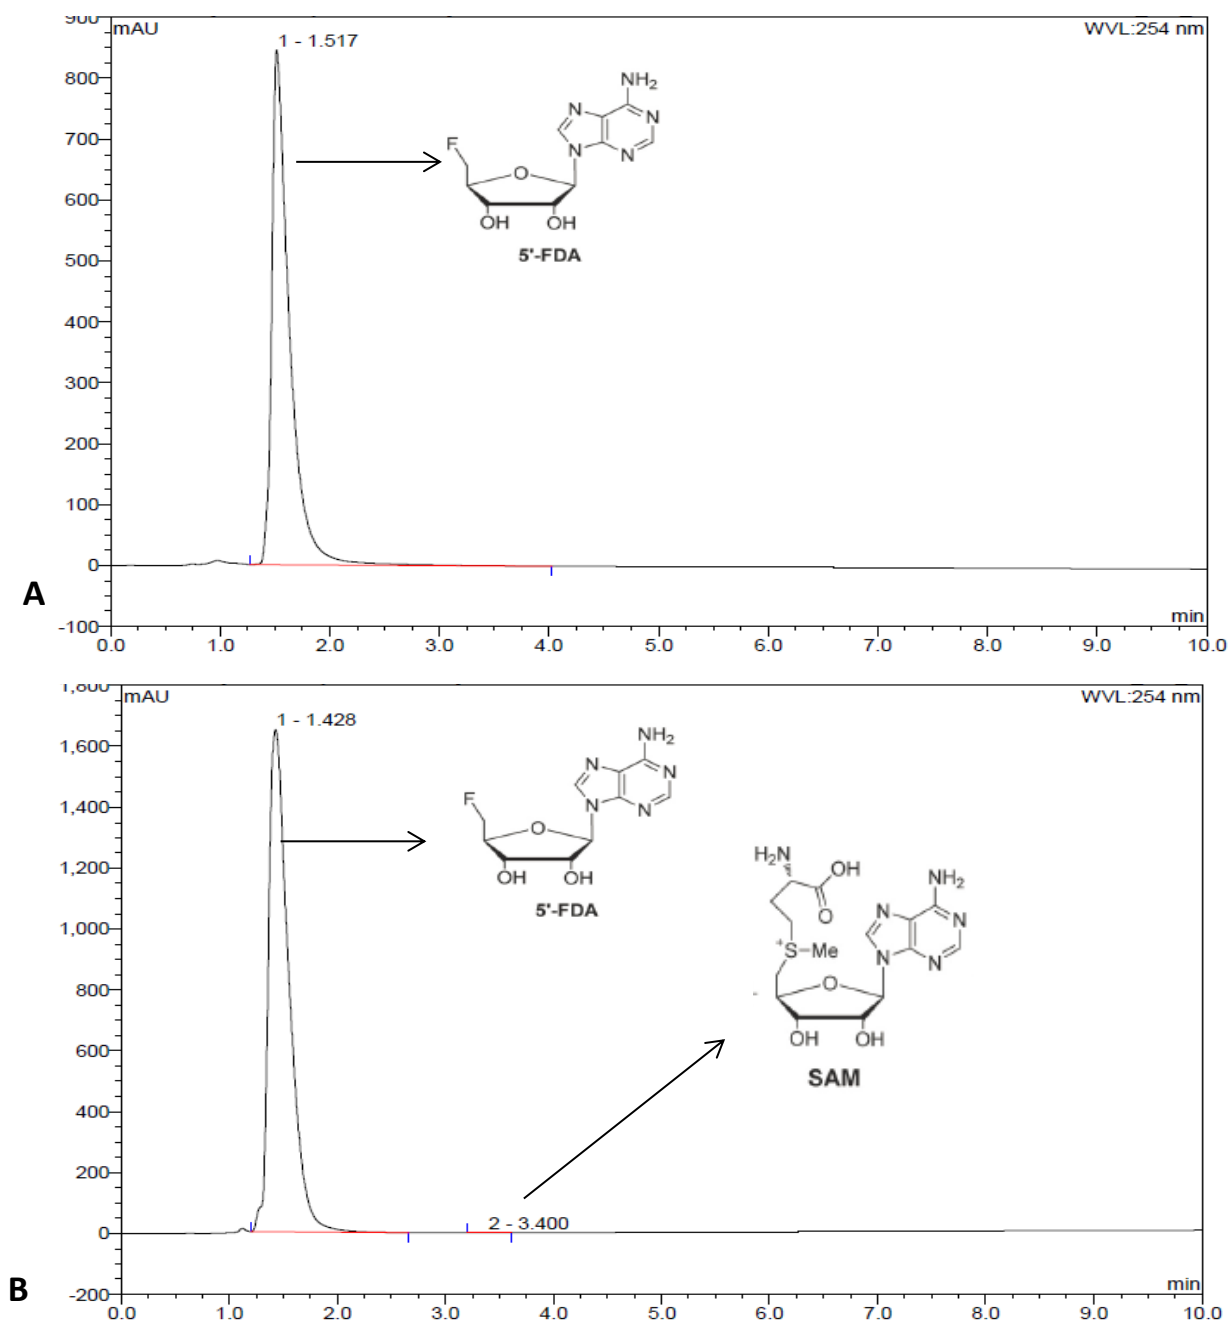 900
mAU
WVL:254 nm
1 - 1.517
800
700
600
500
400
300
200
100
0
-100
NH2
N
N
N
N
F
O
OH
OH
5'-FDA
A
min
0.0 1.0 2.0 3.0 4.0 5.0 6.0 7.0 8.0 9.0 10.0
1,800
mAU
WVL:254 nm
1 - 1.428
1,600
1,400
1,200
1,000
800
600
400
200
0
-200
NH2
N
N
N
N
F
O
OH
OH
5'-FDA
H2N
OH
O
+
S-Me
NH2
N
N
N
N
O
OH
OH
SAM
2 - 3.400
B
min
0.0 1.0 2.0 3.0 4.0 5.0 6.0 7.0 8.0 9.0 10.0